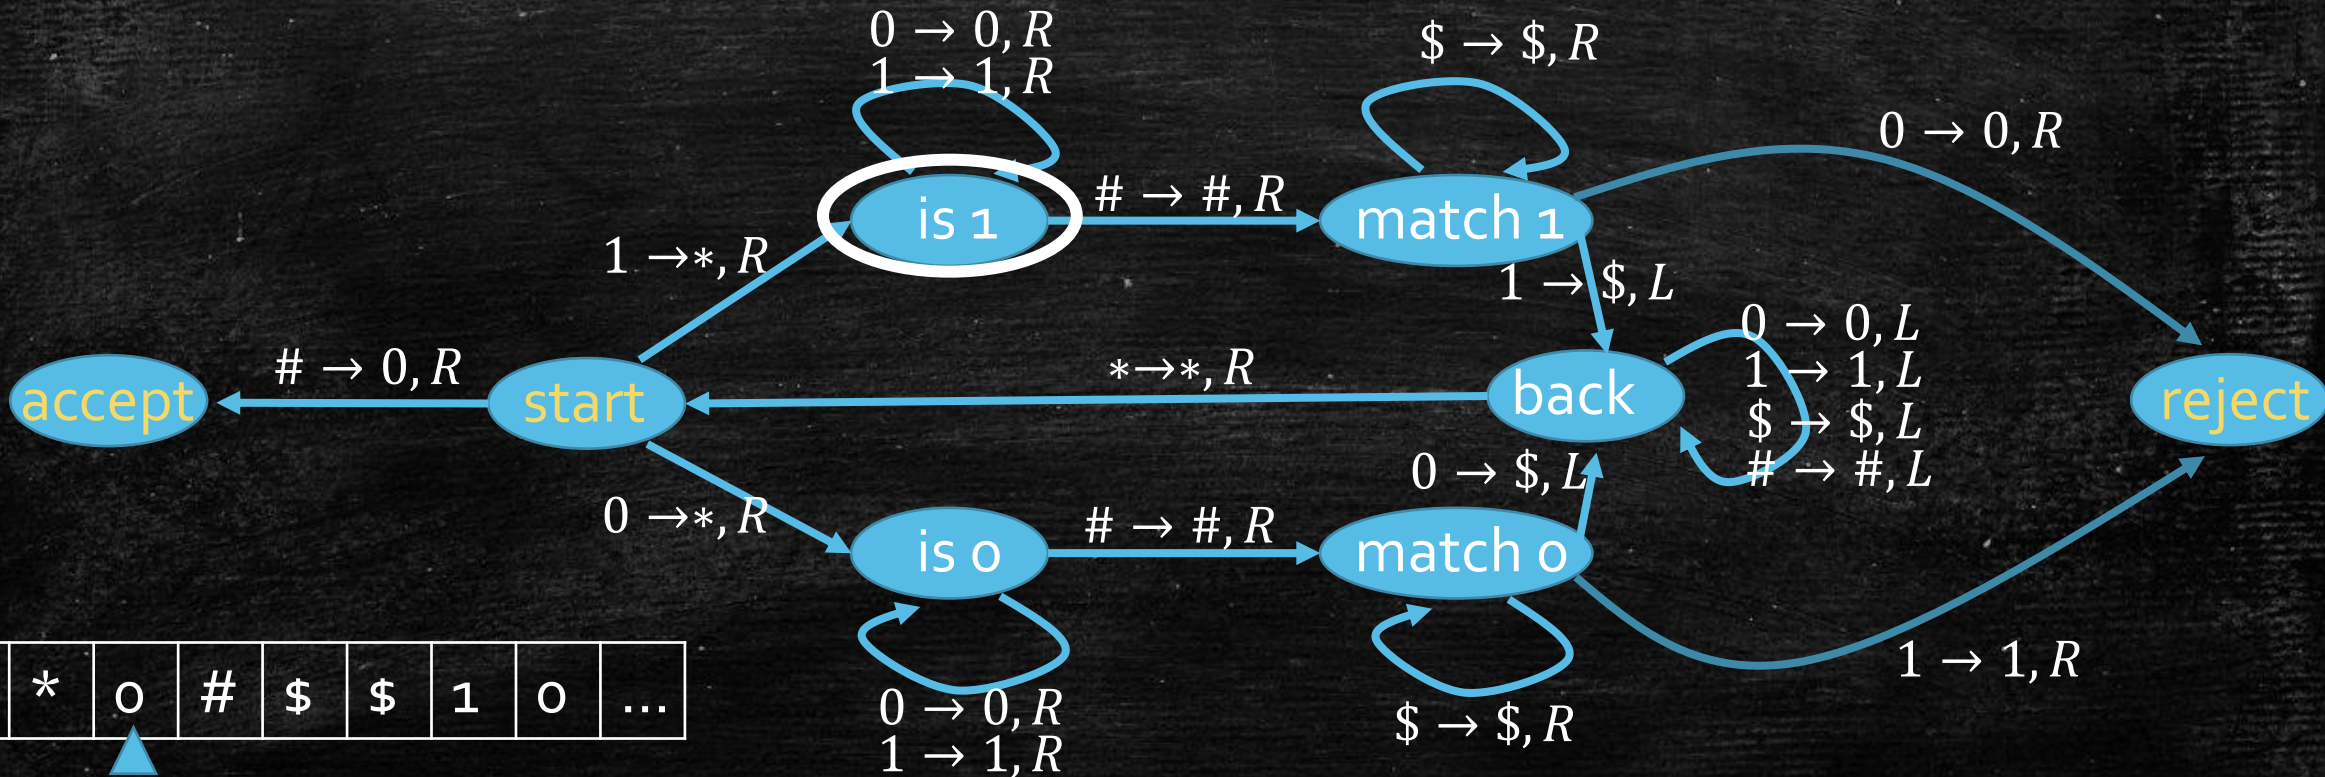 0 → 0, R
1 → 1, R
$ → $, R
0 → 0, R
is 1
# → #, R
match 1
1 →*, R
1 → $, L
0 → 0, L
1 → 1, L
$ → $, L
# → #, L
accept
# → 0, R
start
*→*, R
back
reject
0 → $, L
0 →*, R
is 0
# → #, R
match 0
1 → 1, R
0 → 0, R
1 → 1, R
$ → $, R
* 0 # $ $ 1 0 ...